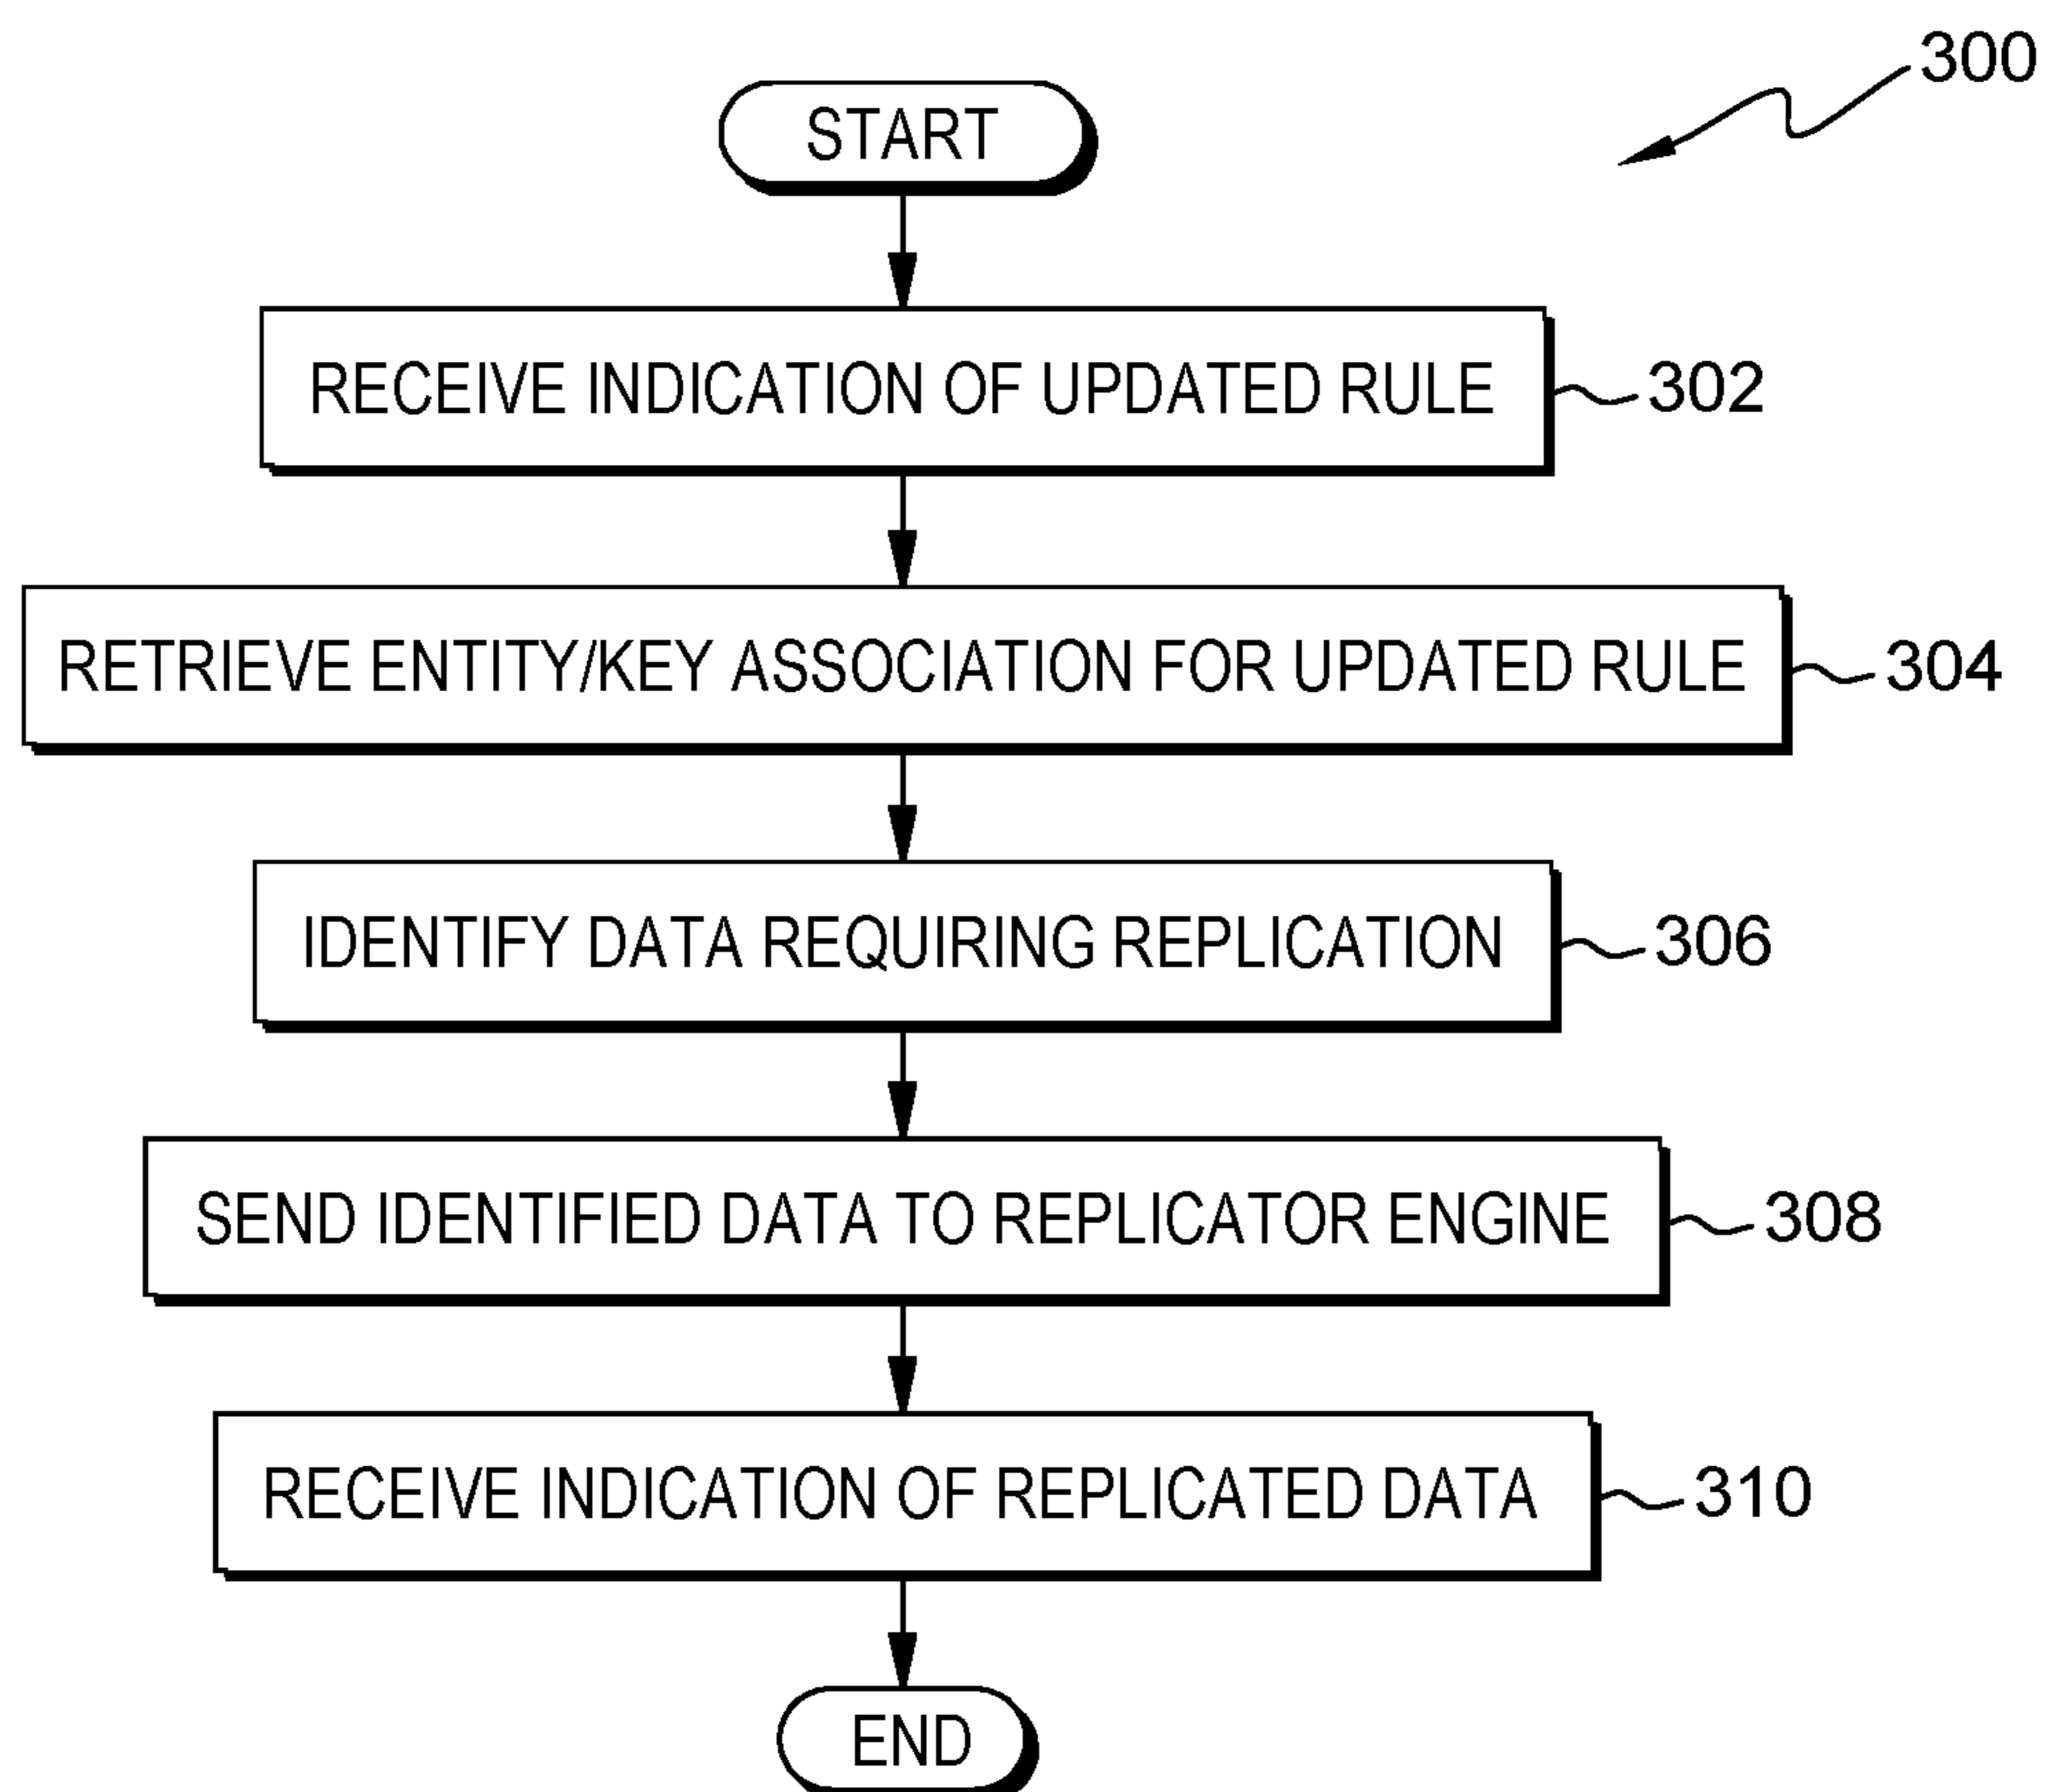 300
START
RECEIVE INDICATION OF UPDATED RULE
302
RETRIEVE ENTITY/KEY ASSOCIATION FOR UPDATED RULE
304
IDENTIFY DATA REQUIRING REPLICATION
306
SEND IDENTIFIED DATA TO REPLICATOR ENGINE
308
RECEIVE INDICATION OF REPLICATED DATA
310
END